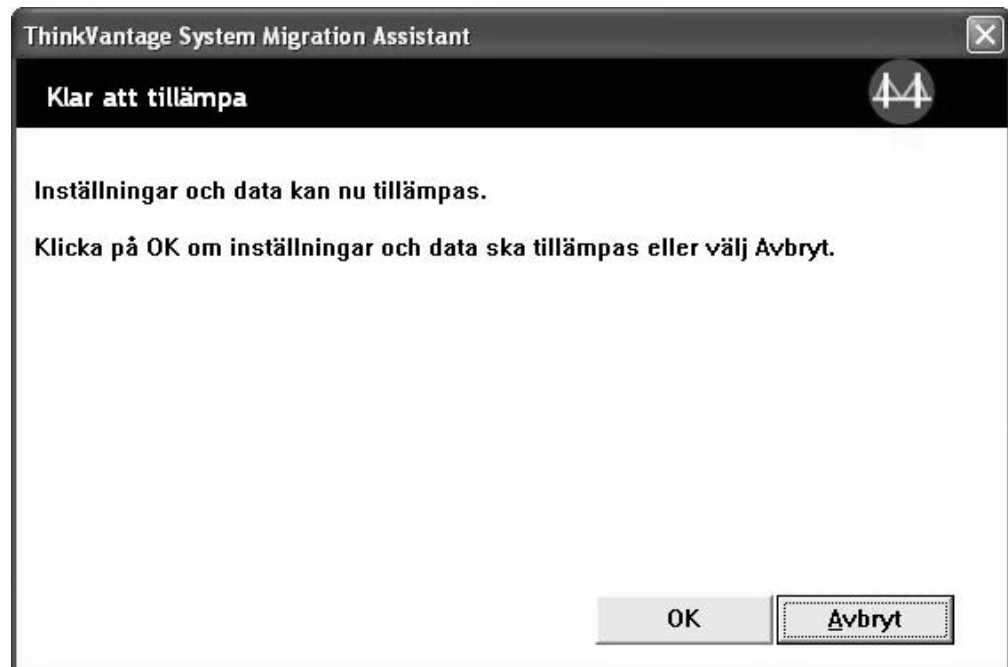 ThinkVantage System Migration Assistant
Klar att tillämpa
Inställningar och data kan nu tillämpas.
Klicka på OK om inställningar och data ska tillämpas eller välj Avbryt.
OK
Avbryt